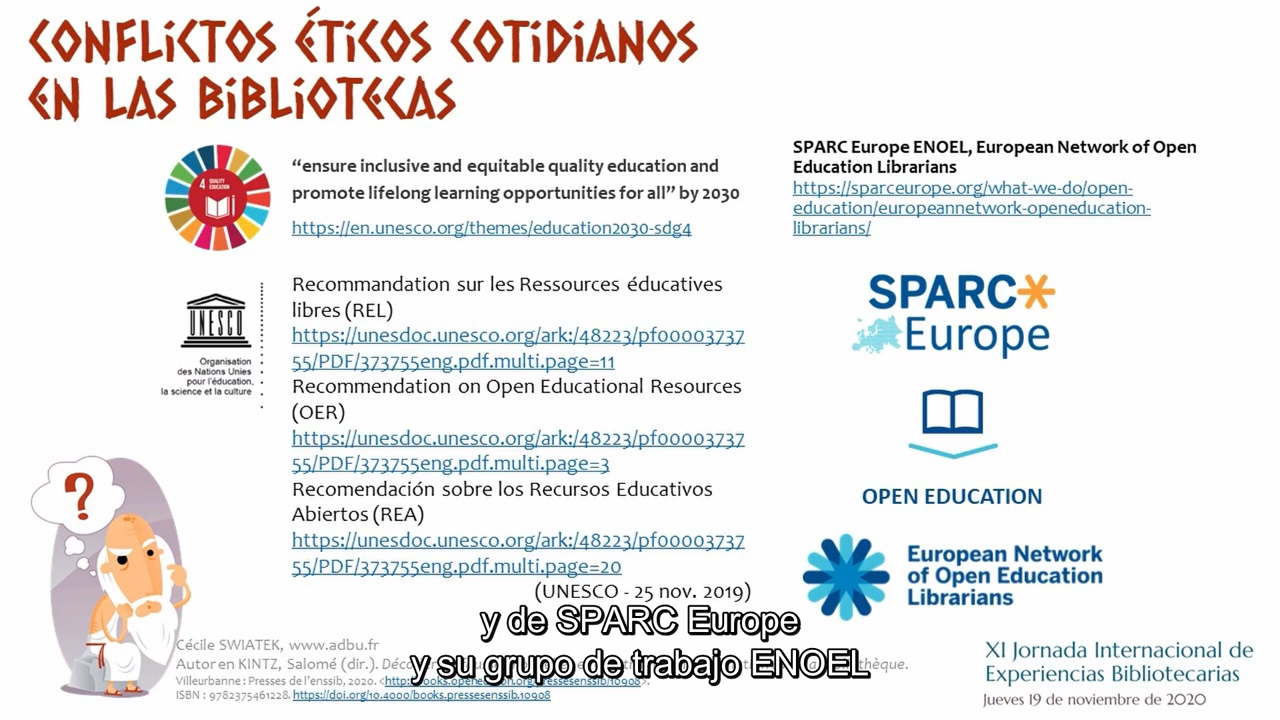 CONFLICTOS ÉTICOS COTIDIANOS
EN LAS BIBLIOTECAS
4 QUALITY
EDUCATION
“ensure inclusive and equitable quality education and
promote lifelong learning opportunities for all” by 2030
https://en.unesco.org/themes/education2030-sdg4
UNESCO
Organisation
des Nations Unies
pour l'éducation,
la science et la culture
Recommandation sur les Ressources éducatives
libres (REL)
https://unesdoc.unesco.org/ark:/48223/pf00003737
55/PDF/373755eng.pdf.multi.page=11
Recommendation on Open Educational Resources
(OER)
https://unesdoc.unesco.org/ark:/48223/pf00003737
55/PDF/373755eng.pdf.multi.page=3
Recomendación sobre los Recursos Educativos
Abiertos (REA)
https://unesdoc.unesco.org/ark:/48223/pf00003737
55/PDF/373755eng.pdf.multi.page=20
(UNESCO - 25 nov. 2019)
SPARC Europe ENOEL, European Network of Open
Education Librarians
https://sparceurope.org/what-we-do/open-
education/europeannetwork-openeducation-
librarians/
SPARC
Europe
OPEN EDUCATION
European Network
of Open Education
Librarians
?
y de SPARC Europe
y su grupo de trabajo ENOEL
Cécile SWIATEK, www.adbu.fr
Autor en KINTZ, Salomé (dir.).
Villeurbanne : Presses de l'enssib, 2020.
ISBN : 9782375461228. https://doi.org/10.4000/books.pressesenssib.10908
XI Jornada Internacional de
Experiencias Bibliotecarias
Jueves 19 de noviembre de 2020